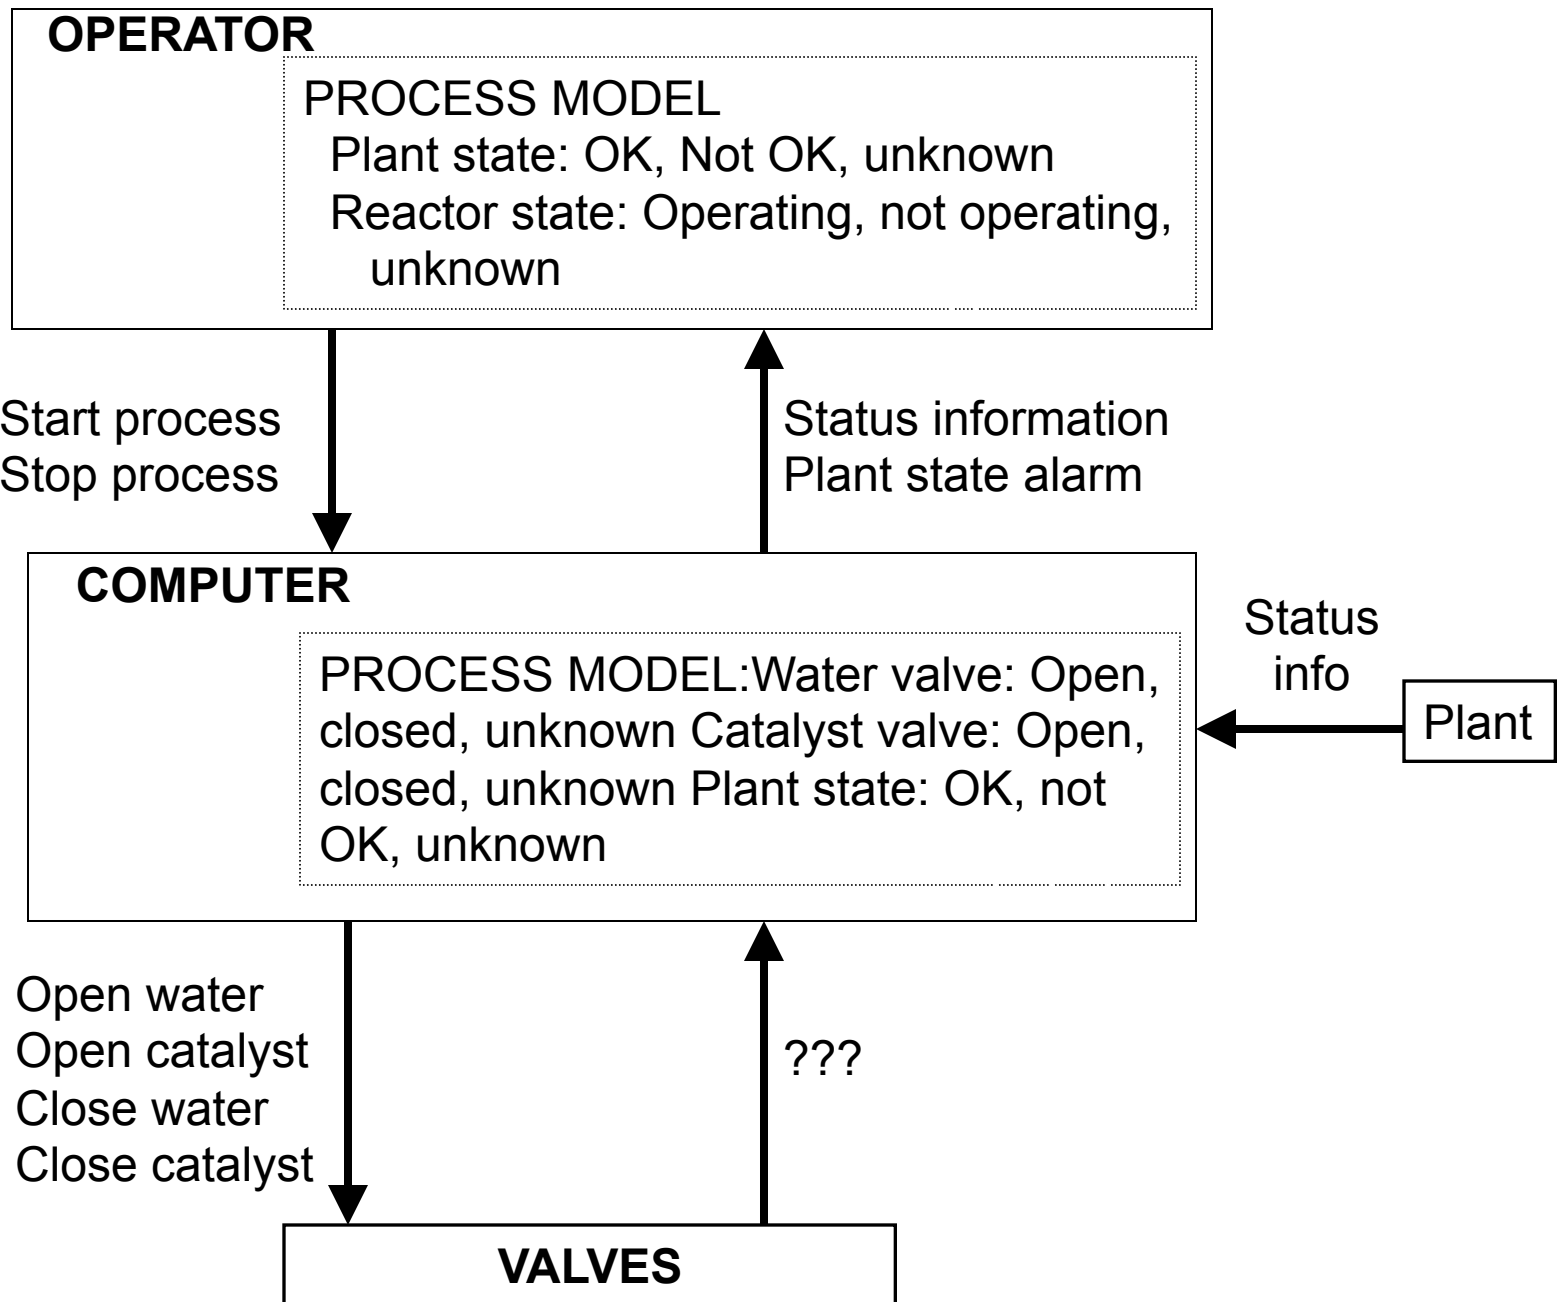 OPERATOR
PROCESS MODEL
Plant state: OK, Not OK, unknown
Reactor state: Operating, not operating,
unknown
Start process
Stop process
Status information
Plant state alarm
COMPUTER
PROCESS MODEL:Water valve: Open,
closed, unknown Catalyst valve: Open,
closed, unknown Plant state: OK, not
OK, unknown
Status
info
Plant
Open water
Open catalyst
Close water
Close catalyst
???
VALVES